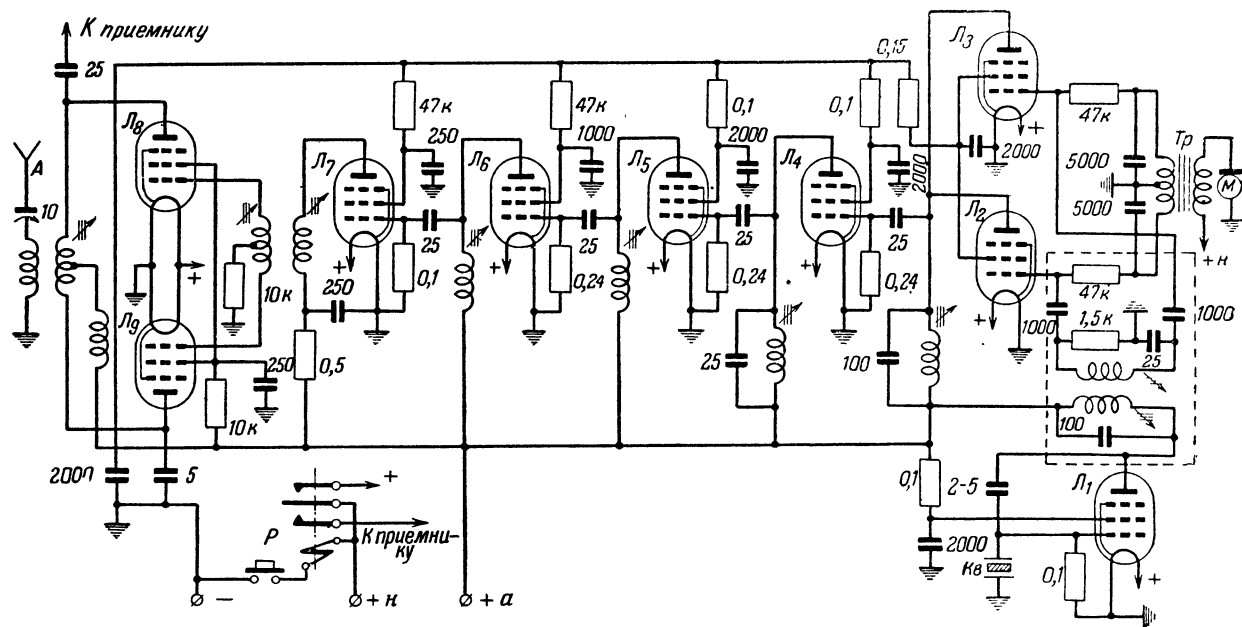 К приемнику
25
А
10
Л8
+
Л9
10к
250
10к
2000
5
Л7
250
0,5
47к
250
+
25
0,1
Л6
47к
1000
+
25
0,24
Л5
0,1
2000
+
25
0,24
25
Л4
0,1
2000
+
25
0,24
100
0,15
Л3
+
2000
47к
5000
5000
Тр
М
+н
Л2
+
47к
1000
1,5к
25
1000
100
0,1
2-5
Л1
2000
Кв
0,1
+
+
К приемни-
ку
Р
−
+н
+а